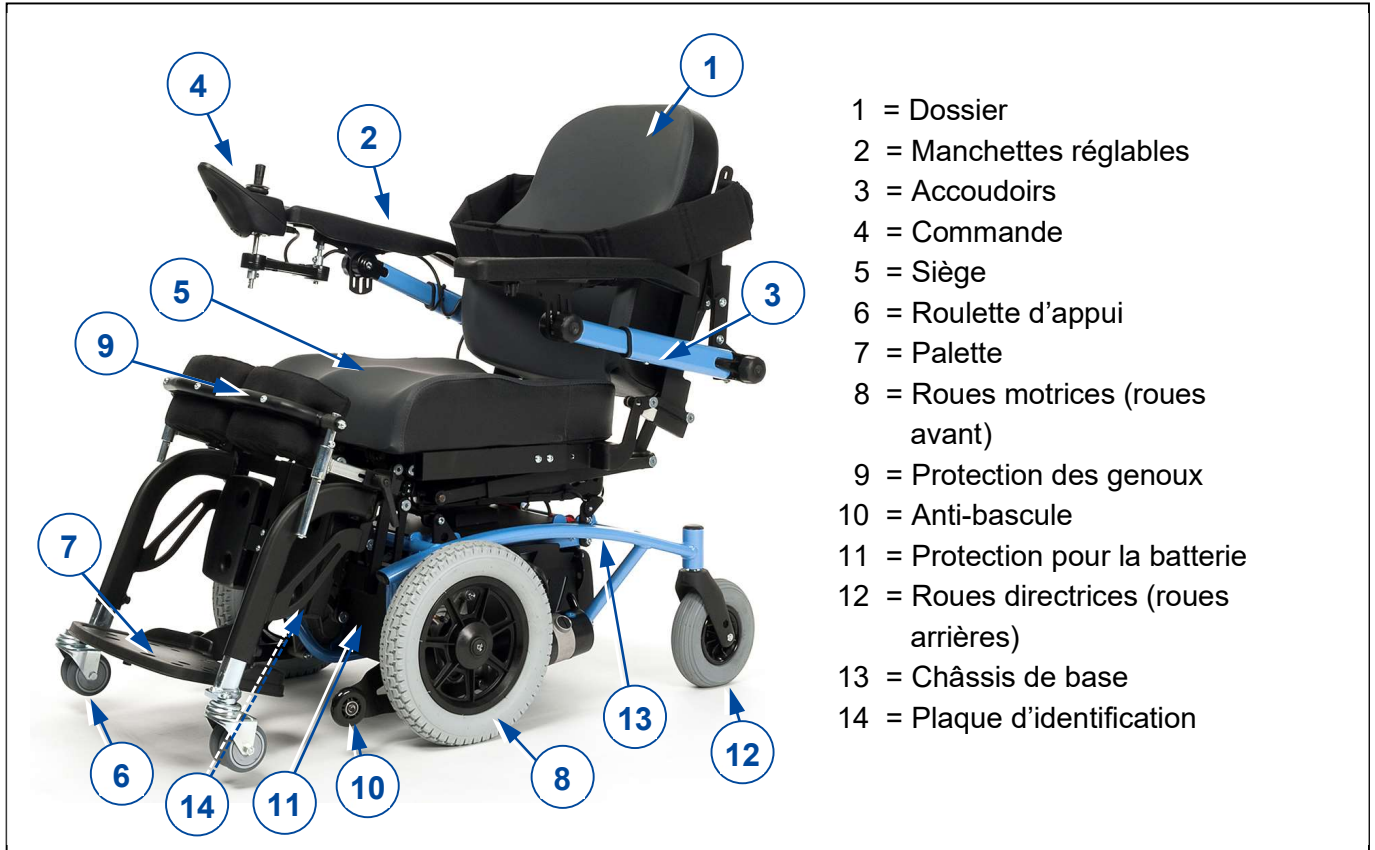 1
4
2
5
3
9
7
13
12
6
8
10
14
11
1 = Dossier
2 = Manchettes réglables
3 = Accoudoirs
4 = Commande
5 = Siège
6 = Roulette d’appui
7 = Palette
8 = Roues motrices (roues
avant)
9 = Protection des genoux
10 = Anti-bascule
11 = Protection pour la batterie
12 = Roues directrices (roues
arrières)
13 = Châssis de base
14 = Plaque d’identification